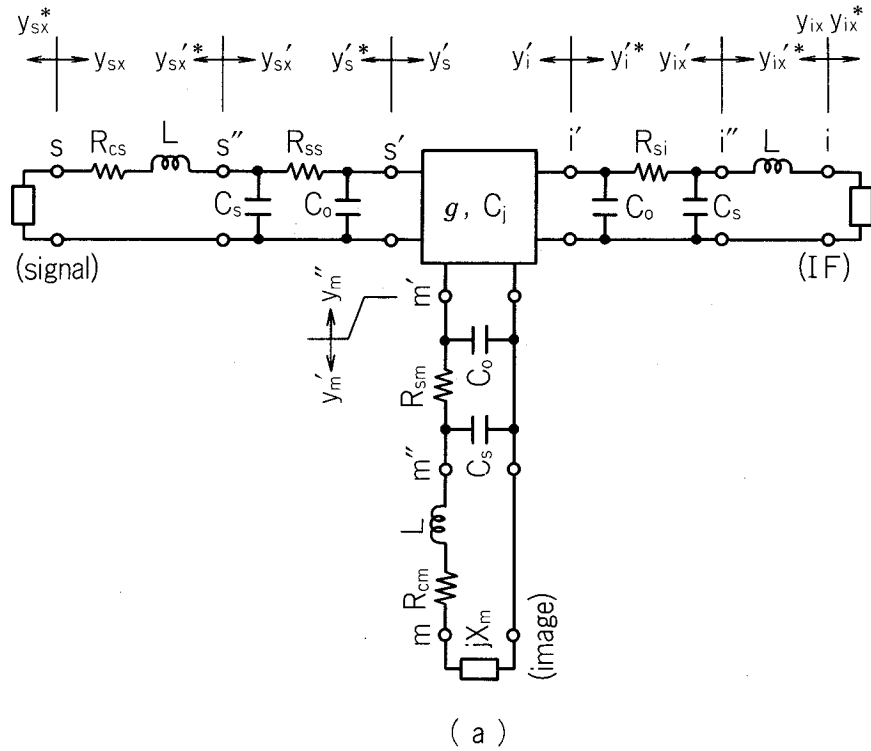 y_sx* y_ix y_ix*
y_sx y_sx'* y_sx' y_s'* y_s' y_i' y_i'* y_ix' y_ix'*
s R_cs L s'' R_ss s' i' R_si i'' L i
C_s C_o g, C_j C_o C_s
(signal) (IF)
y_m'' m'
y_m' R_sm C_o
m'' C_s
L
R_cm
m jX_m (image)
(a)